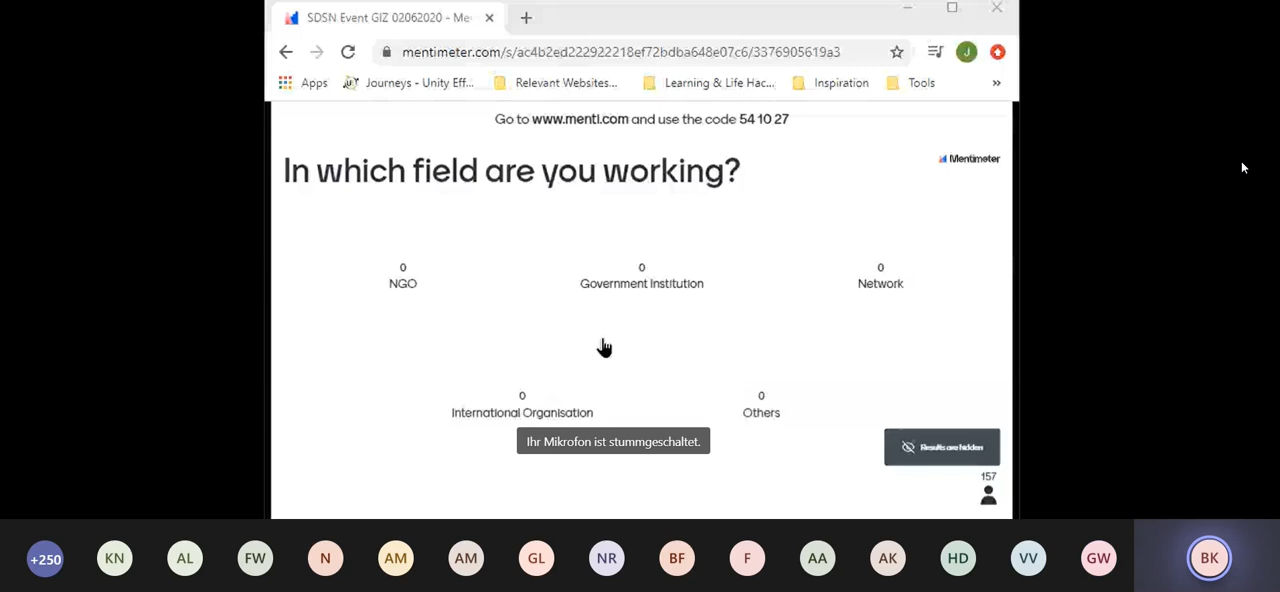 SDSN Event GIZ 02062020 - Me
mentimeter.com/s/ac4b2ed222922218ef72bdba648e07c6/3376905619a3
J
Apps
Journeys - Unity Eff...
Relevant Websites...
Learning & Life Hac...
Inspiration
Tools
»
Go to www.menti.com and use the code 54 10 27
In which field are you working?
Mentimeter
0
NGO
0
Government Institution
0
Network
0
International Organisation
0
Others
Ihr Mikrofon ist stummgeschaltet.
Results are hidden
157
+250
KN
AL
FW
N
AM
AM
GL
NR
BF
F
AA
AK
HD
VV
GW
BK